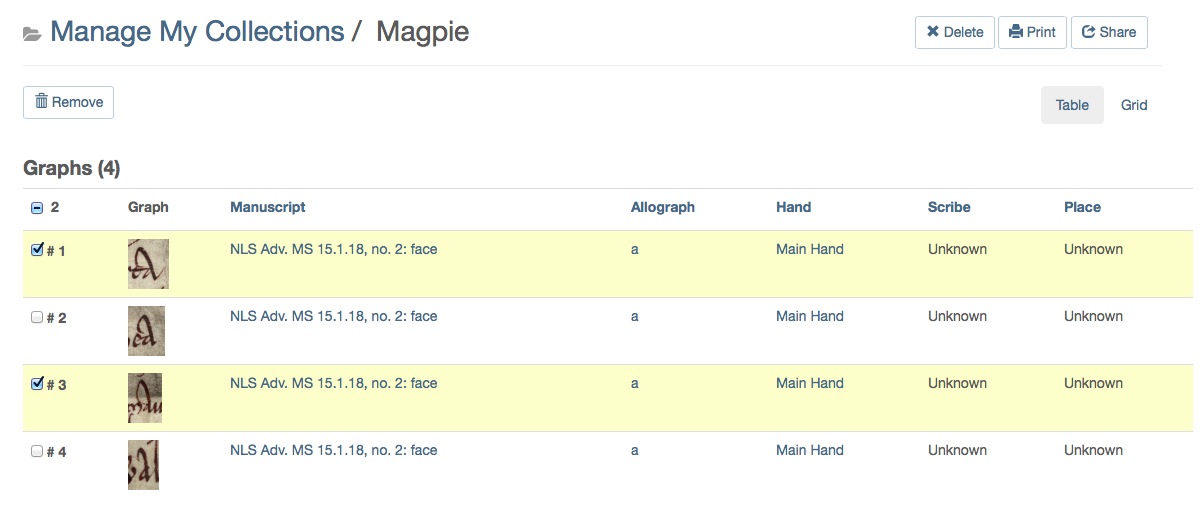 Manage My Collections / Magpie
Delete Print Share
Remove
Table Grid
Graphs (4)
2 Graph Manuscript Allograph Hand Scribe Place
# 1 NLS Adv. MS 15.1.18, no. 2: face a Main Hand Unknown Unknown
# 2 NLS Adv. MS 15.1.18, no. 2: face a Main Hand Unknown Unknown
# 3 NLS Adv. MS 15.1.18, no. 2: face a Main Hand Unknown Unknown
# 4 NLS Adv. MS 15.1.18, no. 2: face a Main Hand Unknown Unknown